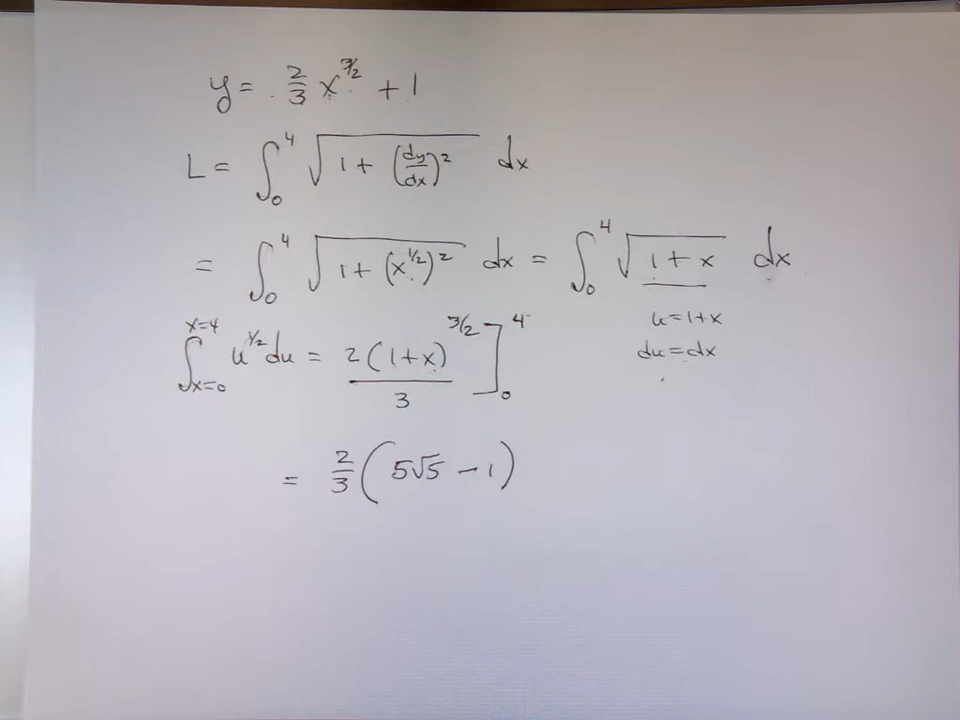 y = 2/3 x^3/2 + 1
L = ∫₀⁴ √(1 + (dy/dx)²) dx
= ∫₀⁴ √(1 + (x^1/2)²) dx = ∫₀⁴ √(1 + x) dx
u = 1+x
∫_{x=0}^{x=4} u^1/2 du = 2(1+x)^3/2 / 3 ]₀⁴
du = dx
= 2/3 (5√5 − 1)